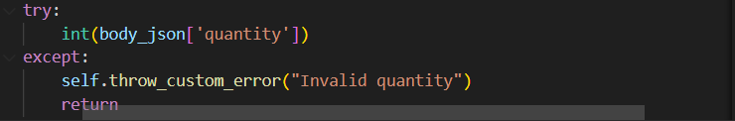 try:
    int(body_json['quantity'])
except:
    self.throw_custom_error("Invalid quantity")
    return